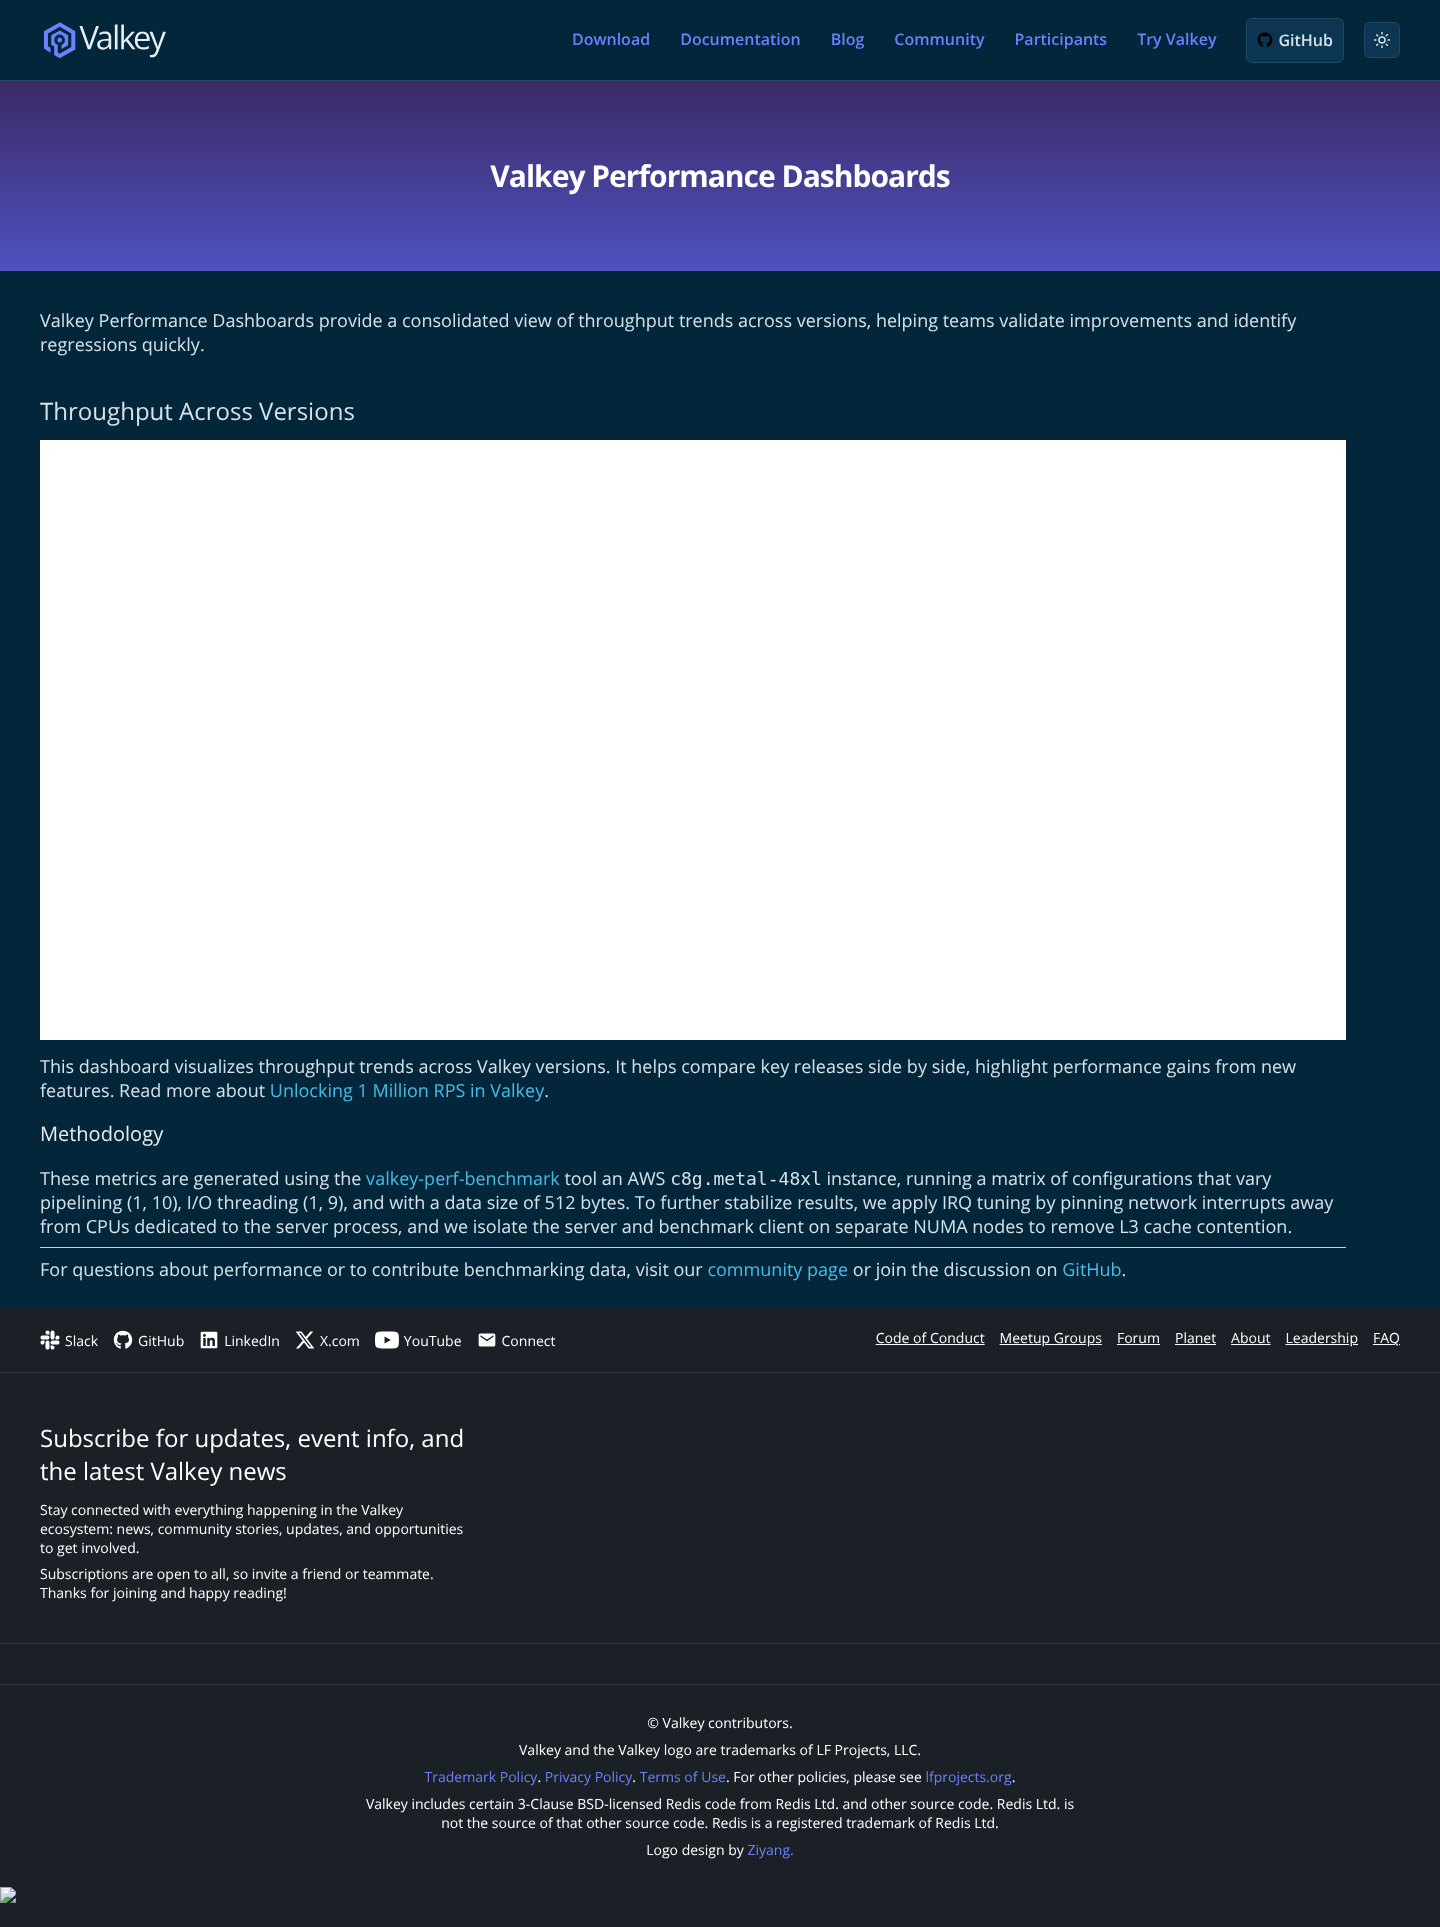 Valkey
Download Documentation Blog Community Participants Try Valkey GitHub
Valkey Performance Dashboards
Valkey Performance Dashboards provide a consolidated view of throughput trends across versions, helping teams validate improvements and identify
regressions quickly.
Throughput Across Versions
This dashboard visualizes throughput trends across Valkey versions. It helps compare key releases side by side, highlight performance gains from new
features. Read more about Unlocking 1 Million RPS in Valkey.
Methodology
These metrics are generated using the valkey-perf-benchmark tool an AWS c8g.metal-48xl instance, running a matrix of configurations that vary
pipelining (1, 10), I/O threading (1, 9), and with a data size of 512 bytes. To further stabilize results, we apply IRQ tuning by pinning network interrupts away
from CPUs dedicated to the server process, and we isolate the server and benchmark client on separate NUMA nodes to remove L3 cache contention.
For questions about performance or to contribute benchmarking data, visit our community page or join the discussion on GitHub.
Slack GitHub LinkedIn X.com YouTube Connect
Code of Conduct Meetup Groups Forum Planet About Leadership FAQ
Subscribe for updates, event info, and
the latest Valkey news
Stay connected with everything happening in the Valkey
ecosystem: news, community stories, updates, and opportunities
to get involved.
Subscriptions are open to all, so invite a friend or teammate.
Thanks for joining and happy reading!
© Valkey contributors.
Valkey and the Valkey logo are trademarks of LF Projects, LLC.
Trademark Policy. Privacy Policy. Terms of Use. For other policies, please see lfprojects.org.
Valkey includes certain 3-Clause BSD-licensed Redis code from Redis Ltd. and other source code. Redis Ltd. is
not the source of that other source code. Redis is a registered trademark of Redis Ltd.
Logo design by Ziyang.